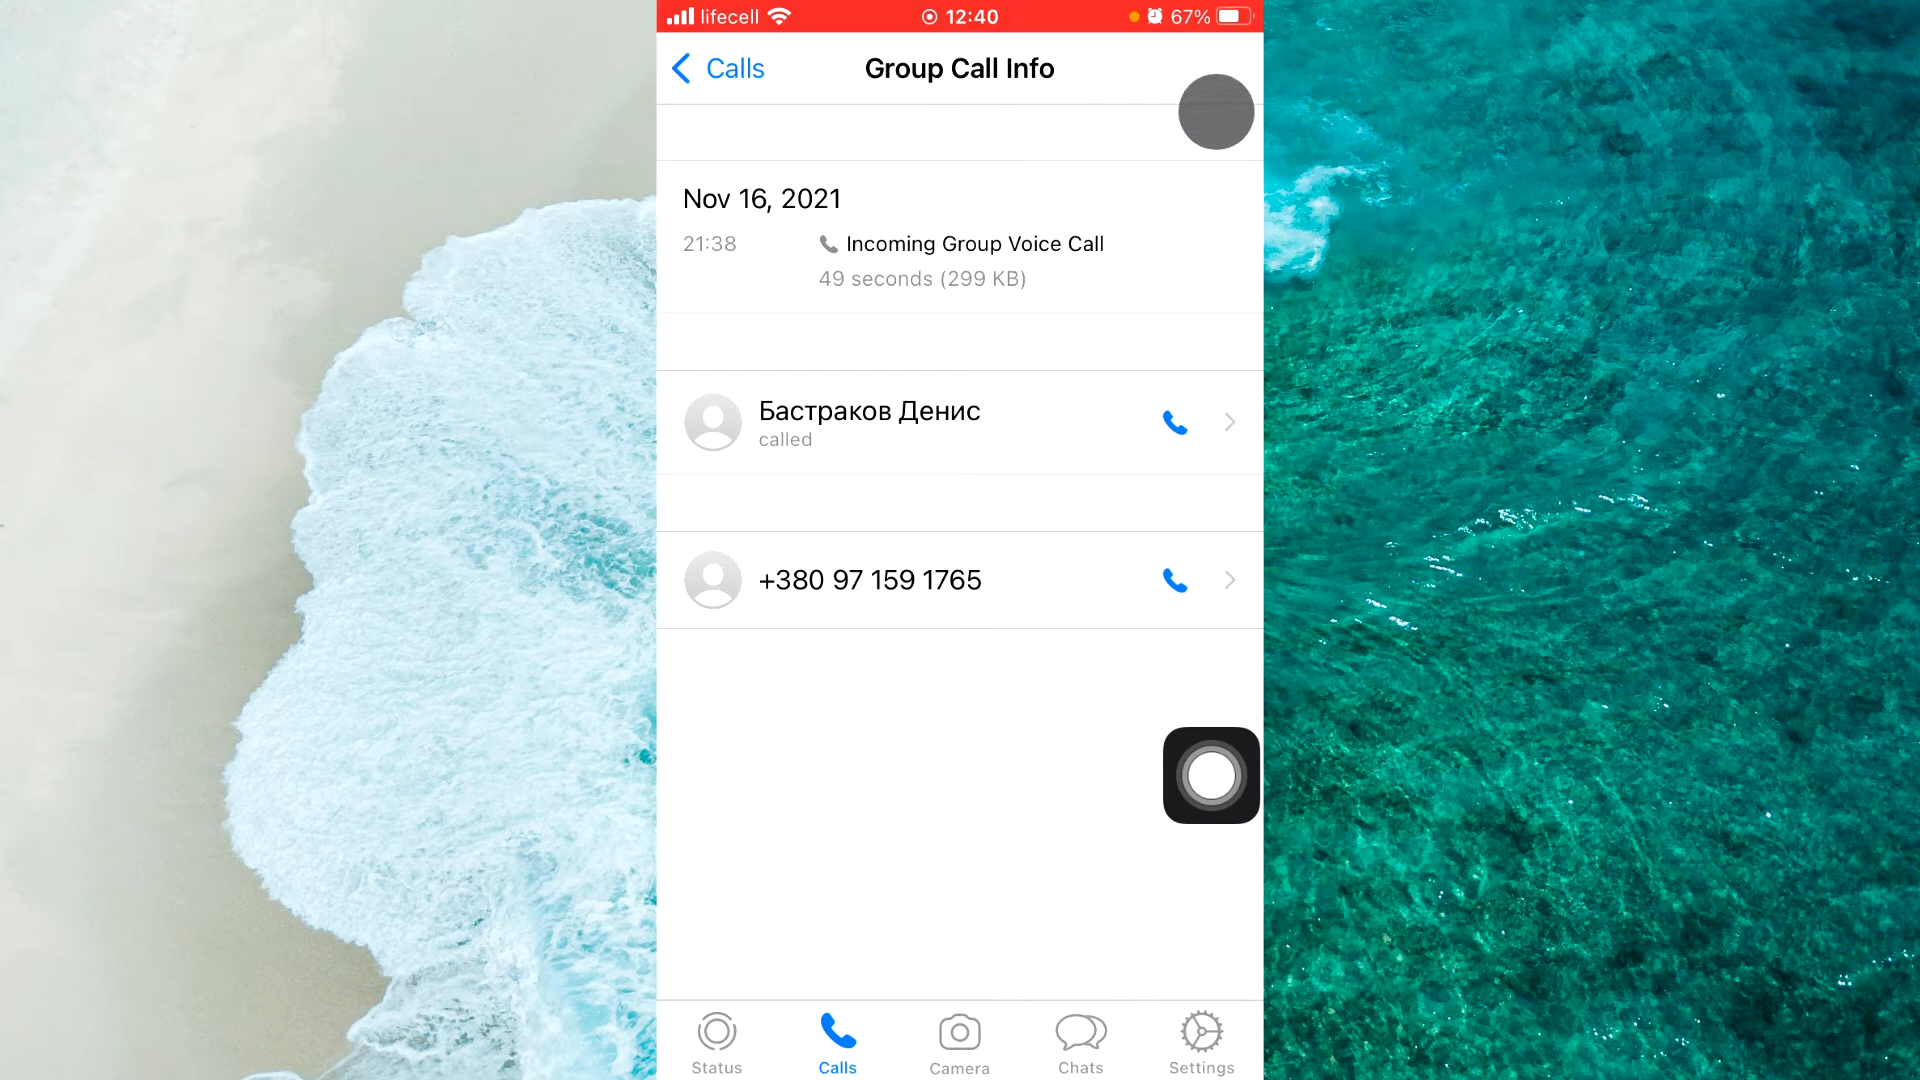 lifecell 12:40 67%
Calls Group Call Info
Nov 16, 2021
21:38 Incoming Group Voice Call
49 seconds (299 KB)
Бастраков Денис
called
+380 97 159 1765
Status Calls Camera Chats Settings